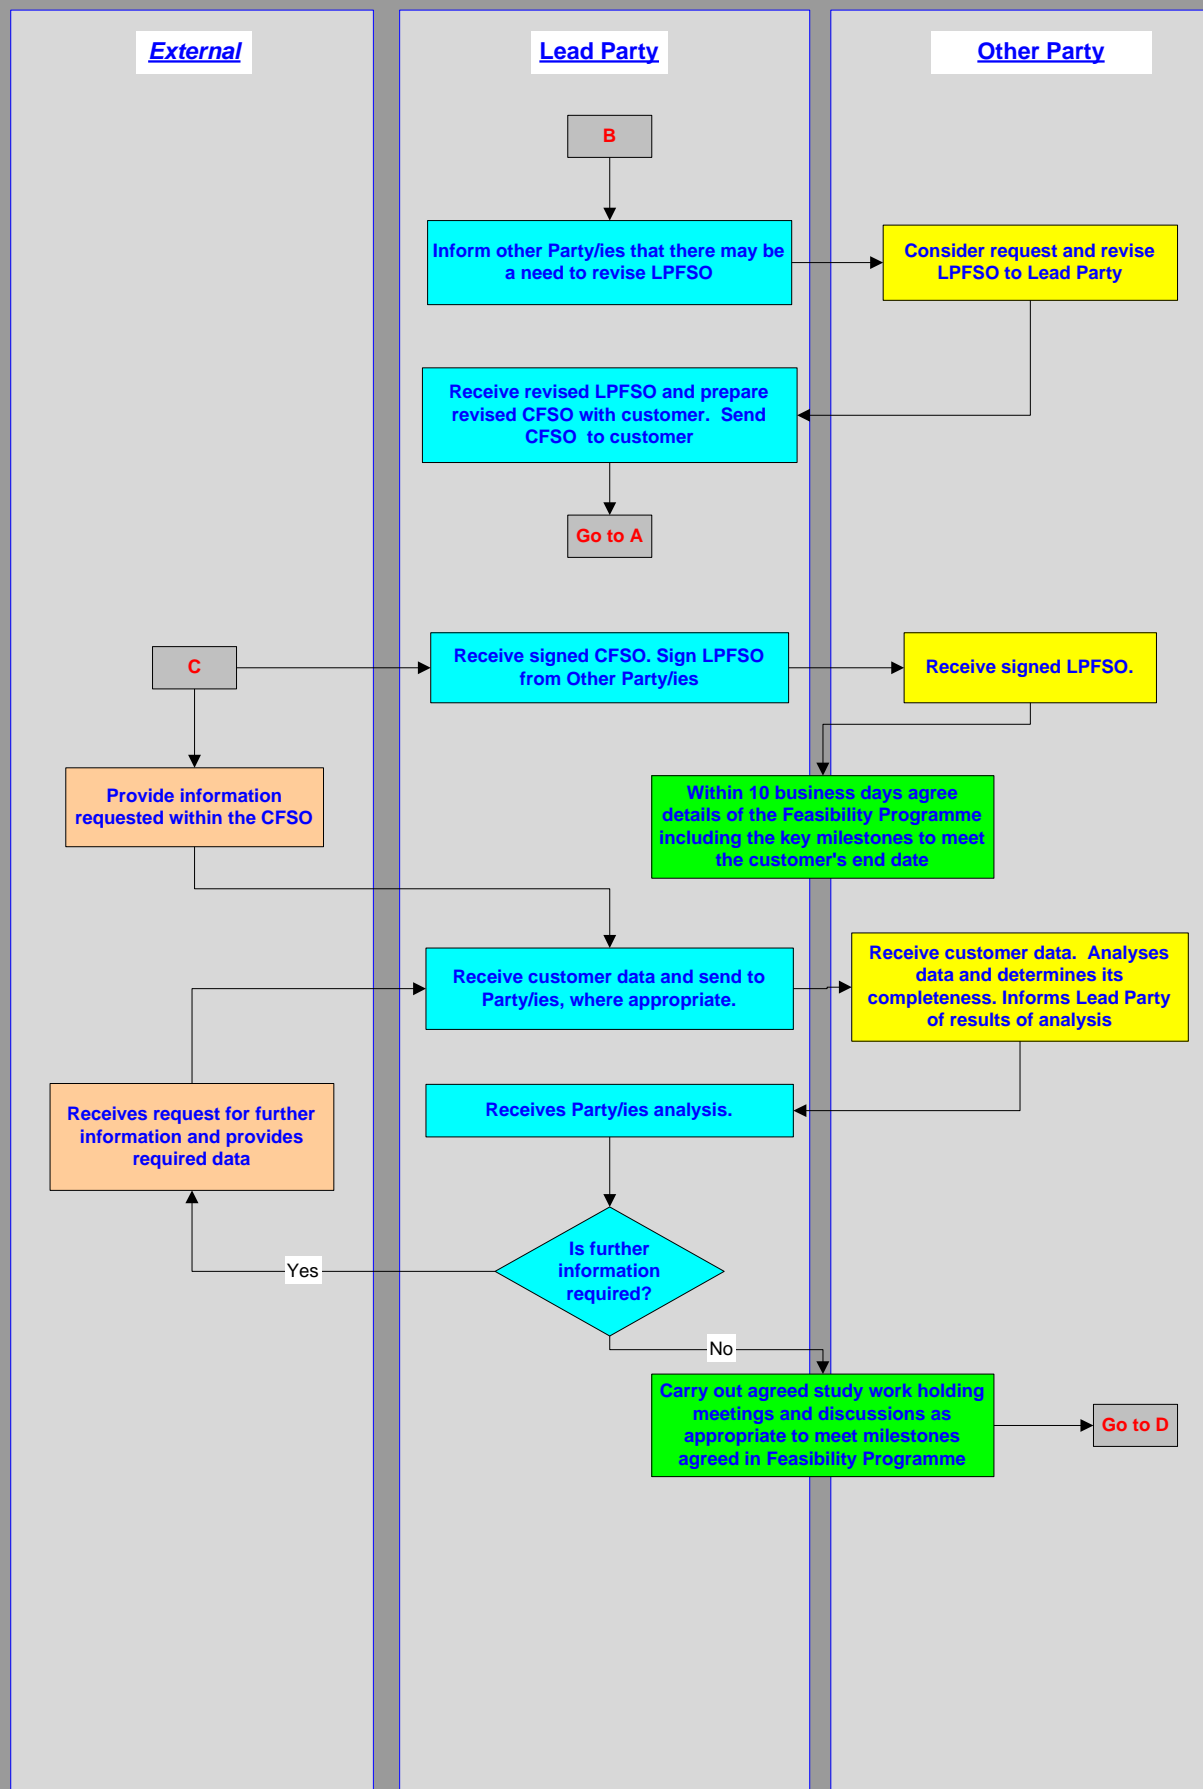 External
Lead Party
Other Party
B
Inform other Party/ies that there may be
a need to revise LPFSO
Consider request and revise
LPFSO to Lead Party
Receive revised LPFSO and prepare
revised CFSO with customer.  Send
CFSO  to customer
Go to A
C
Receive signed CFSO. Sign LPFSO
from Other Party/ies
Receive signed LPFSO.
Provide information
requested within the CFSO
Within 10 business days agree
details of the Feasibility Programme
including the key milestones to meet
the customer's end date
Receive customer data and send to
Party/ies, where appropriate.
Receive customer data.  Analyses
data and determines its
completeness. Informs Lead Party
of results of analysis
Receives request for further
information and provides
required data
Receives Party/ies analysis.
Is further
information
required?
Yes
No
Carry out agreed study work holding
meetings and discussions as
appropriate to meet milestones
agreed in Feasibility Programme
Go to D